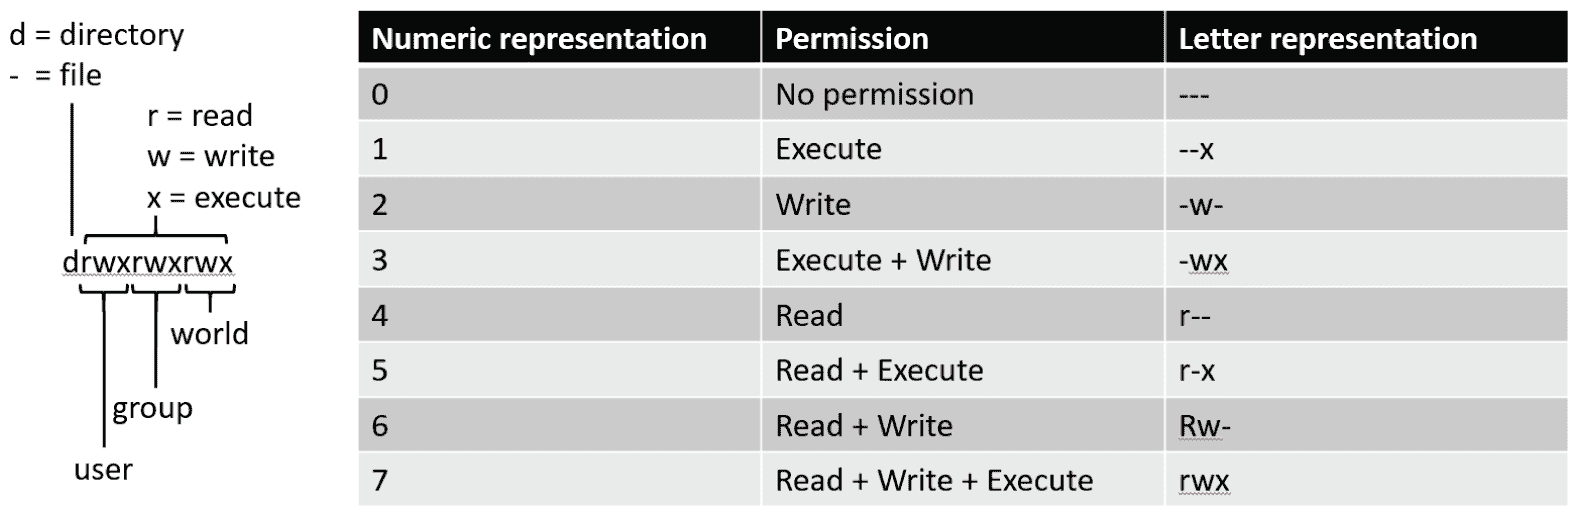 d = directory
- = file
r = read
w = write
x = execute
drwxrwxrwx
world
group
user
Numeric representation Permission Letter representation
0 No permission ---
1 Execute --x
2 Write -w-
3 Execute + Write -wx
4 Read r--
5 Read + Execute r-x
6 Read + Write Rw-
7 Read + Write + Execute rwx